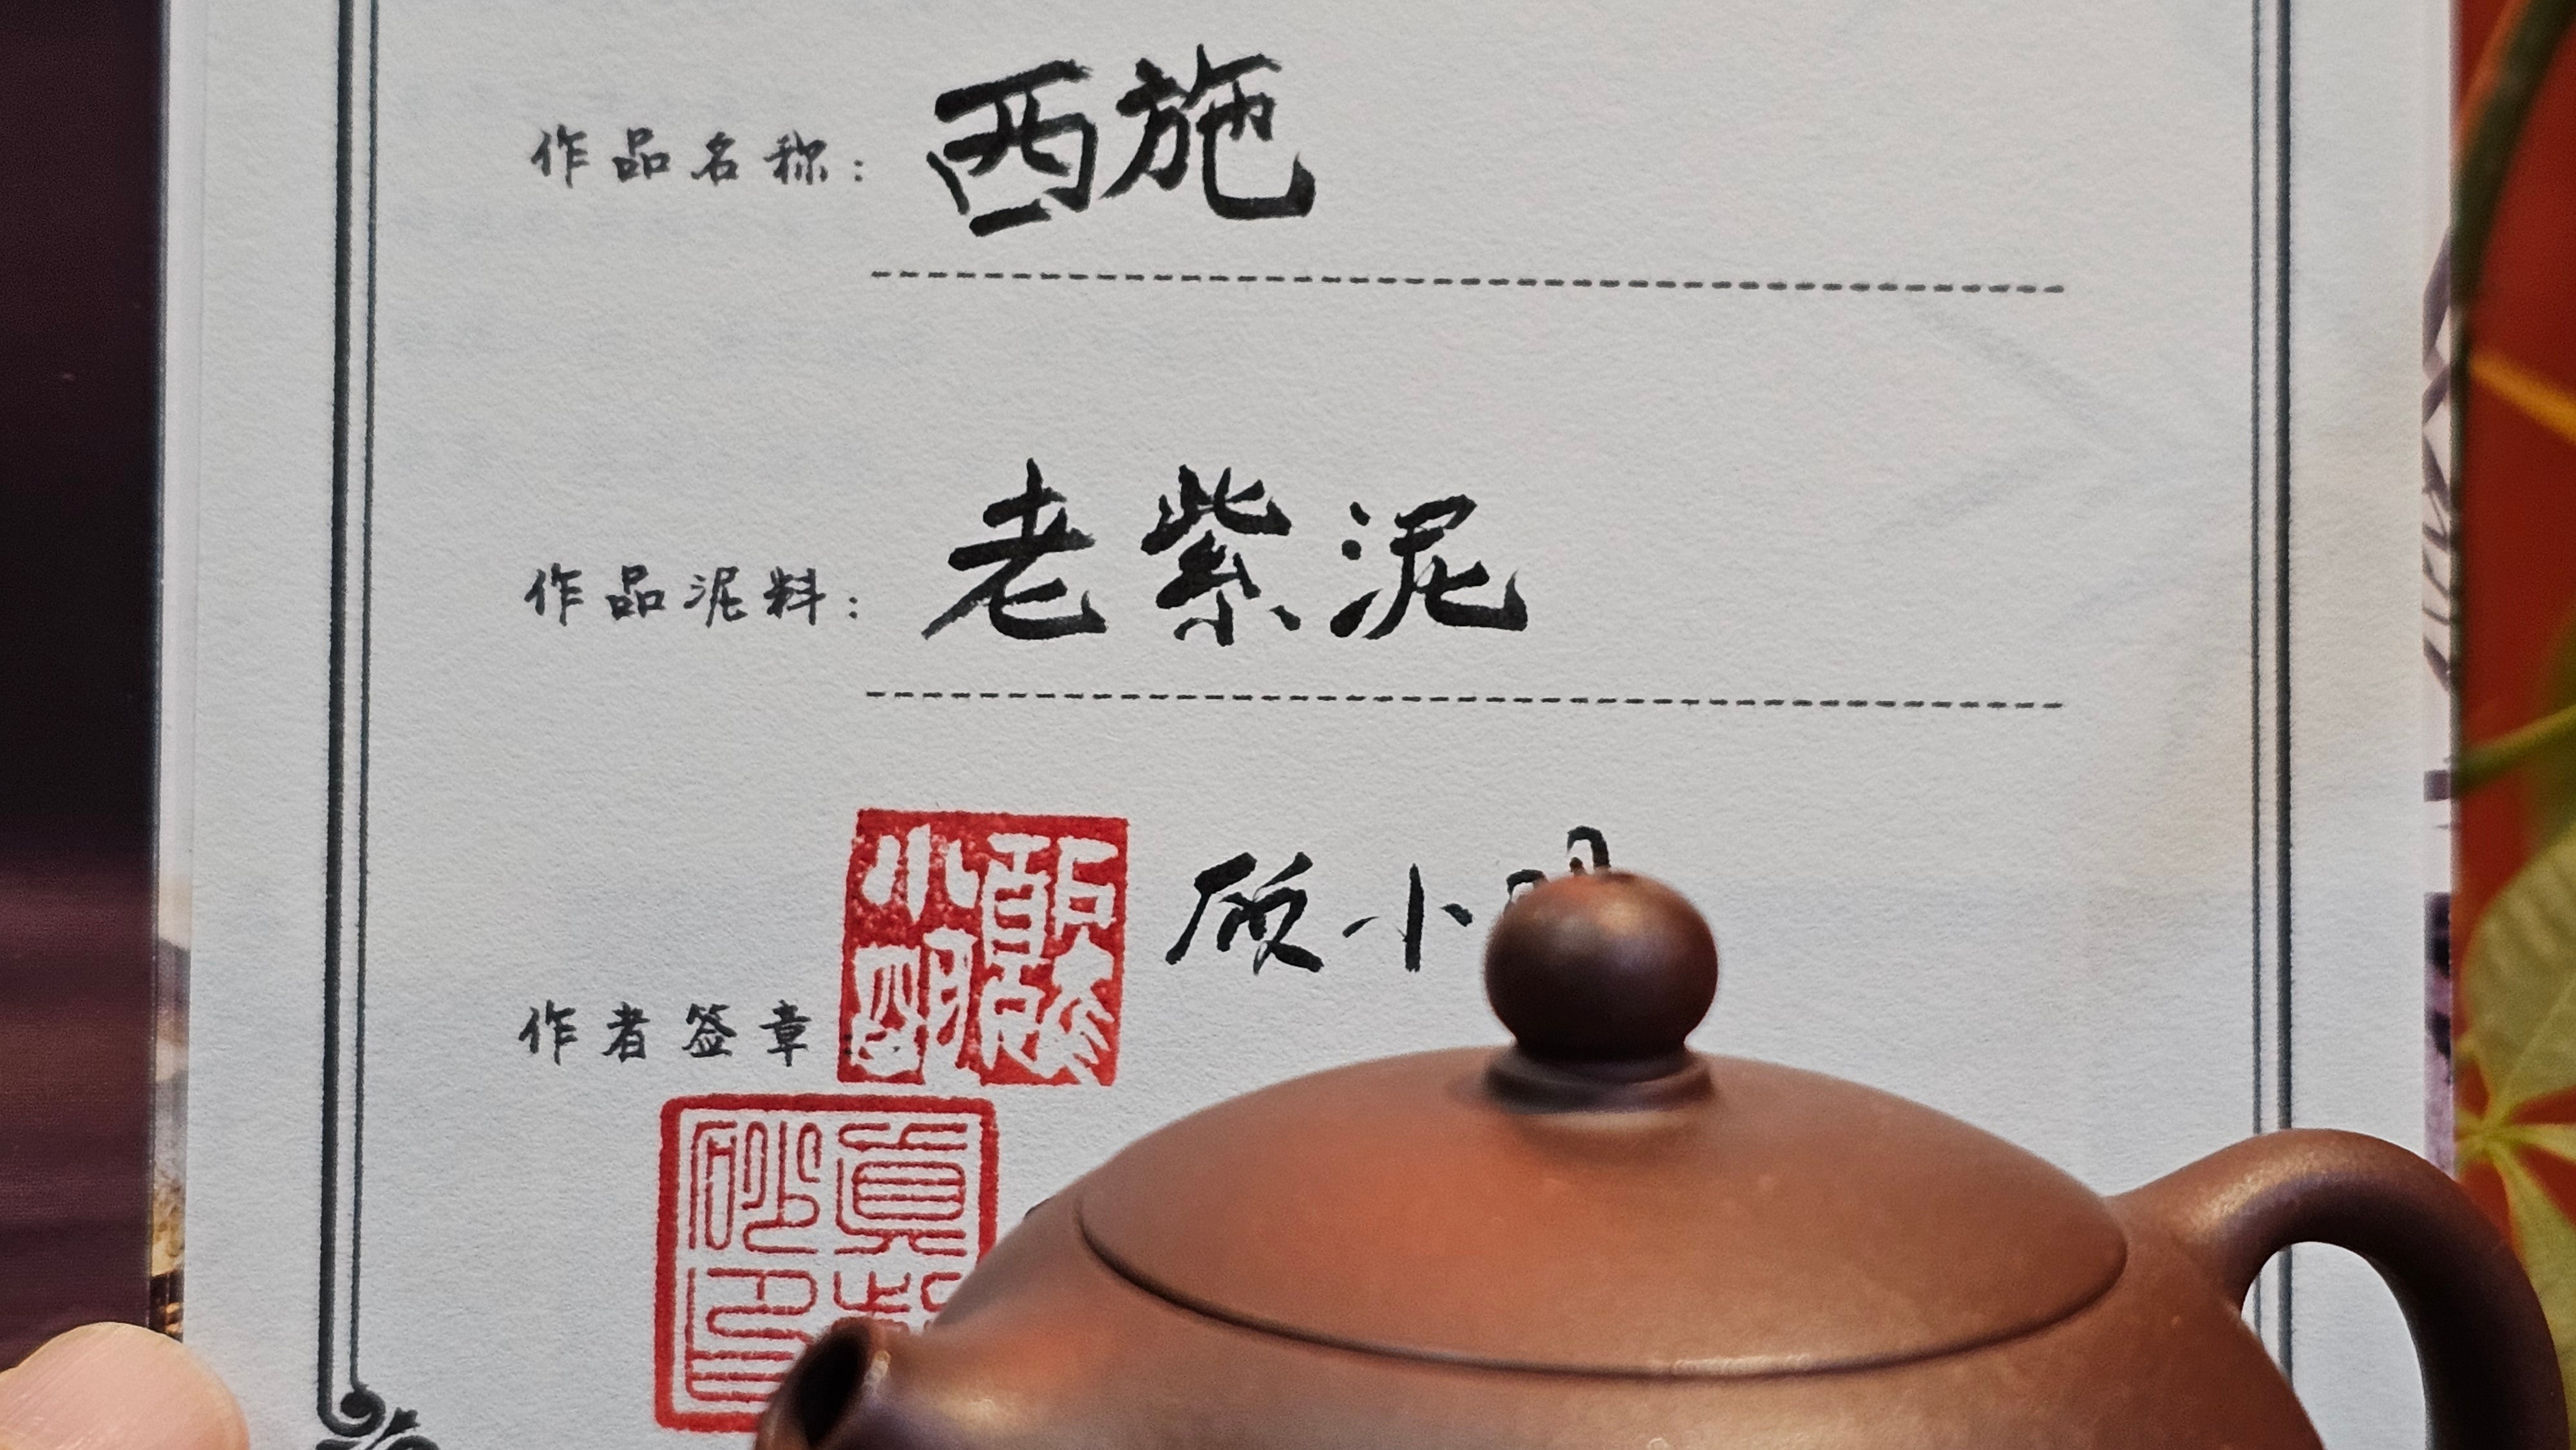 作品名称：西施
作品泥料：老紫泥
顾小
作者签章